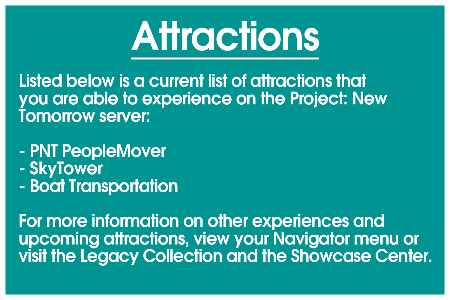 Attractions
Listed below is a current list of attractions that
you are able to experience on the Project: New
Tomorrow server:
- PNT PeopleMover
- SkyTower
- Boat Transportation
For more information on other experiences and
upcoming attractions, view your Navigator menu or
visit the Legacy Collection and the Showcase Center.